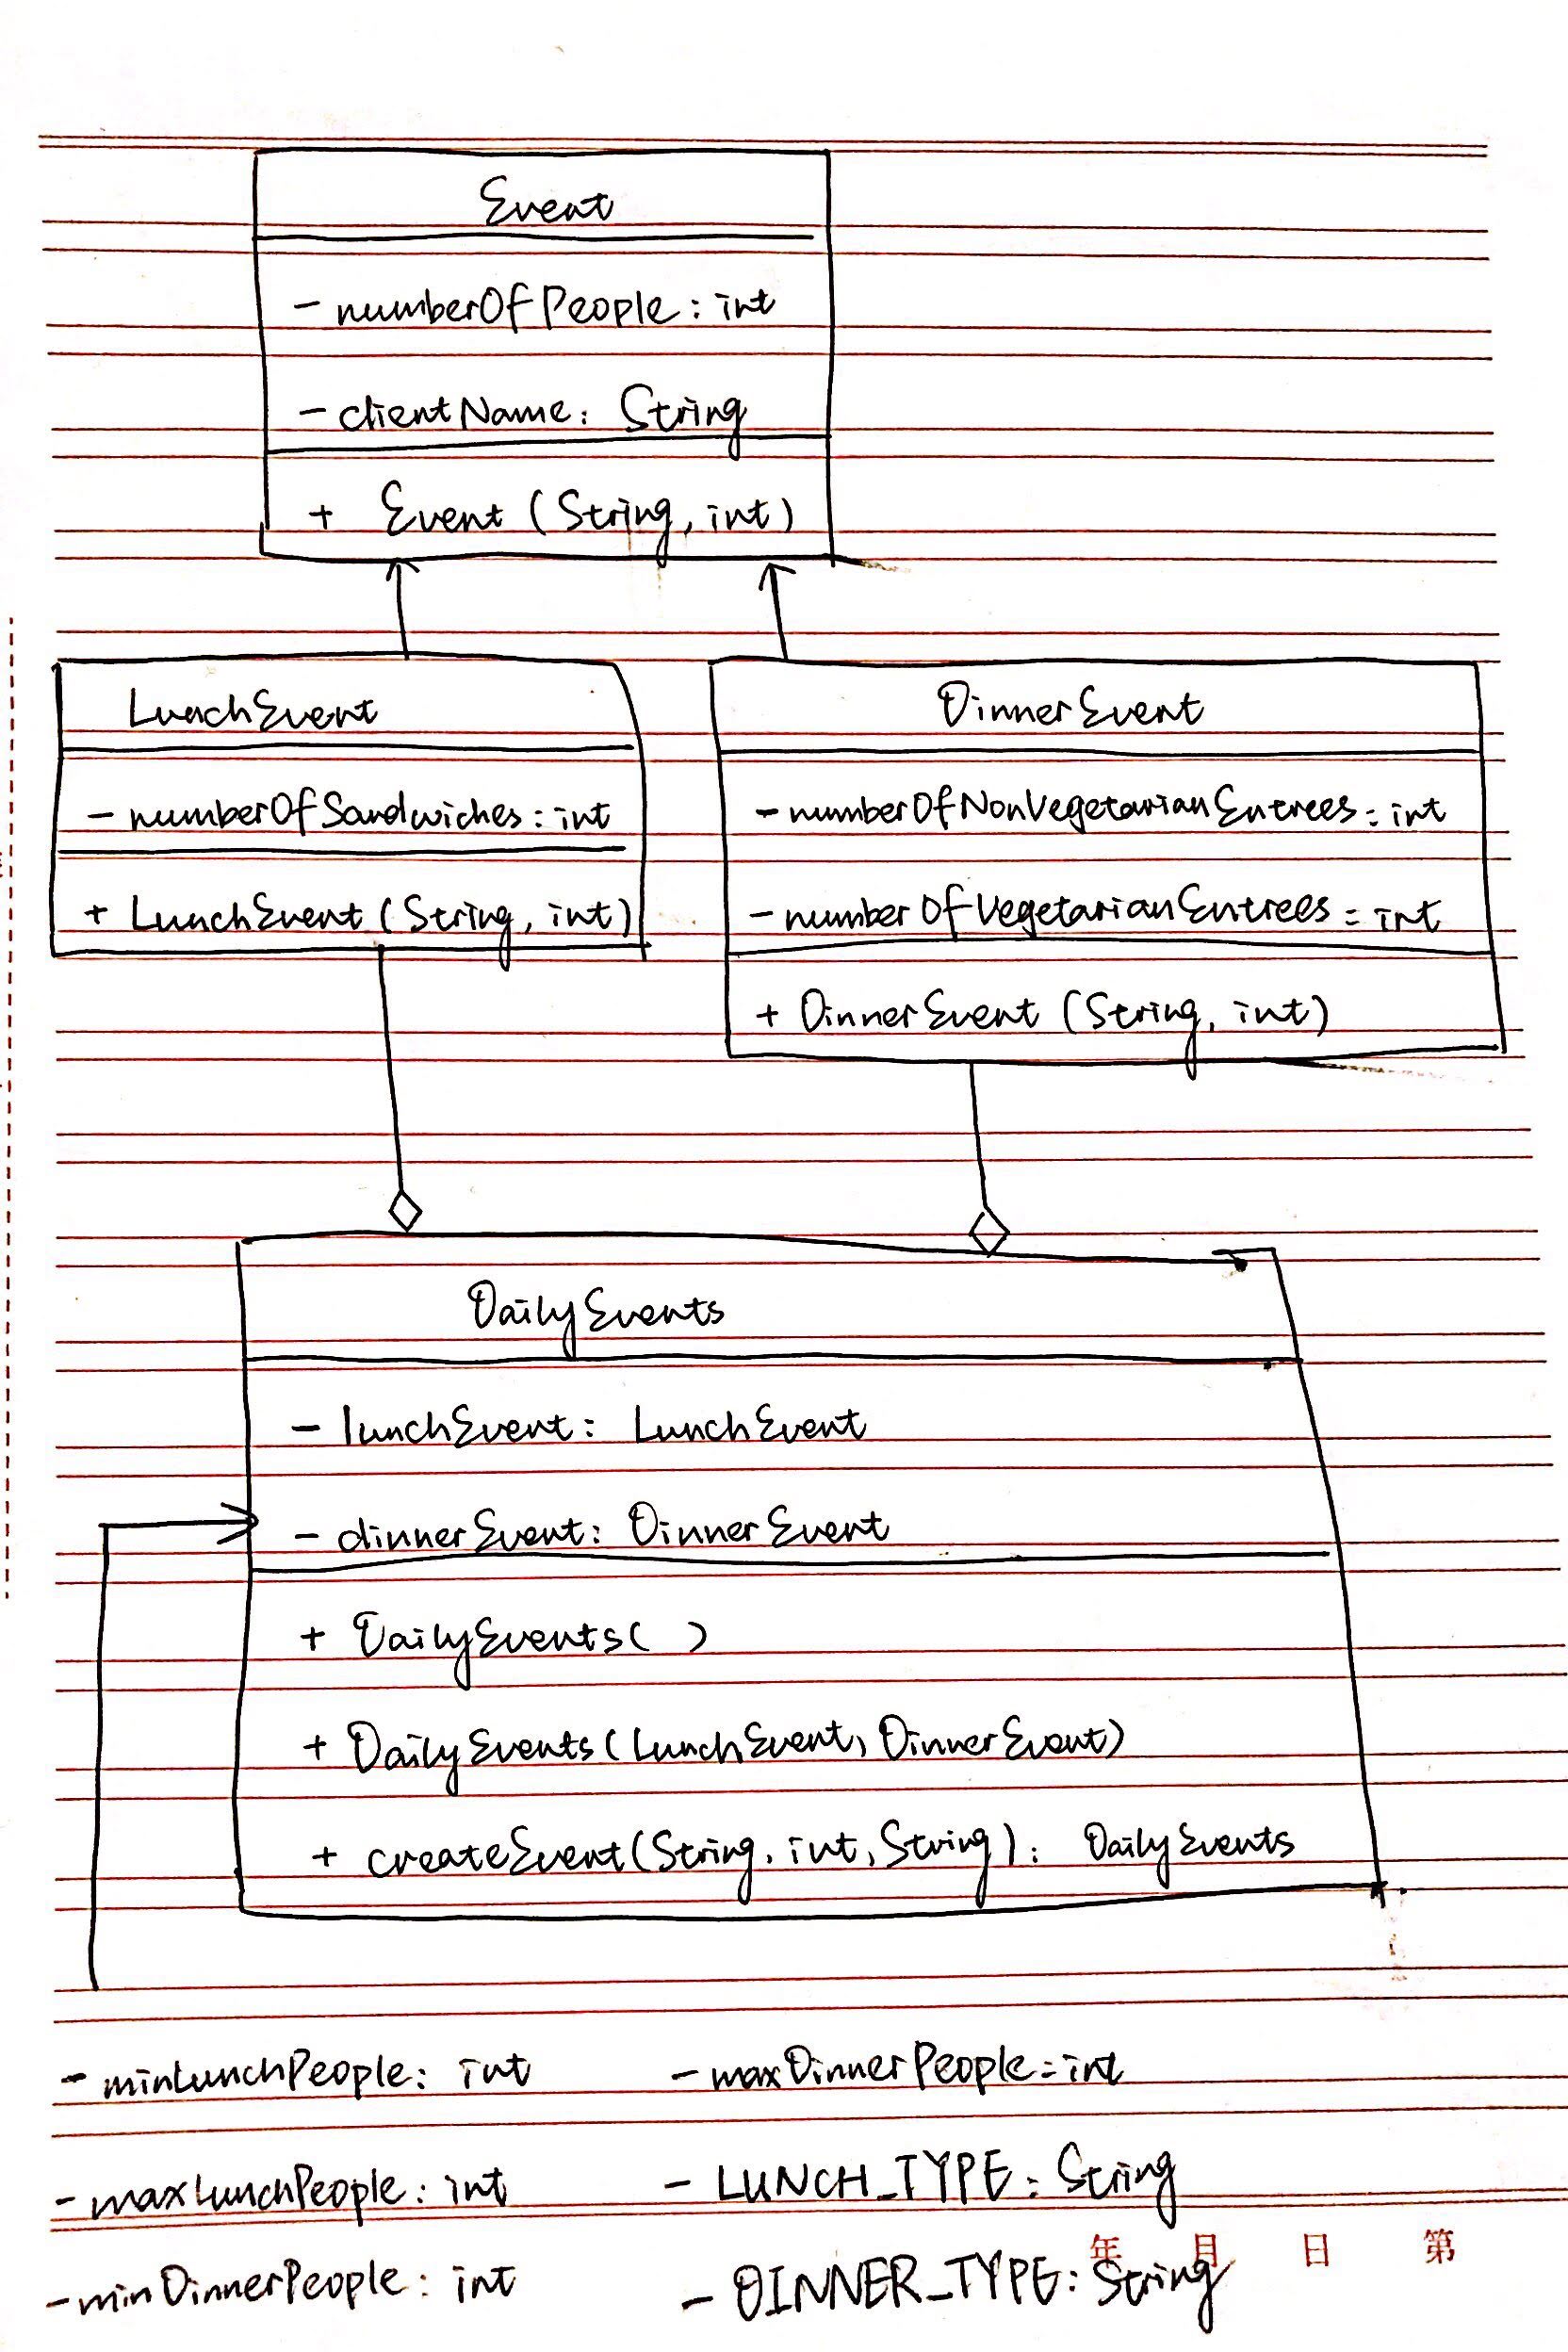 Event
- numberOfPeople: int
- clientName: String
+ Event (String, int)
LunchEvent
- numberOfSandwiches: int
+ LunchEvent (String, int)
DinnerEvent
- numberOfNonVegetarianEntrees: int
- numberOfVegetarianEntrees: int
+ DinnerEvent (String, int)
DailyEvents
- lunchEvent: LunchEvent
- dinnerEvent: DinnerEvent
+ DailyEvents( )
+ DailyEvents(LunchEvent, DinnerEvent)
+ createEvent(String, int, String): DailyEvents
- minLunchPeople: int - maxDinnerPeople: int
- maxLunchPeople: int - LUNCH_TYPE: String
年 月 日 第
- minDinnerPeople: int - DINNER_TYPE: String